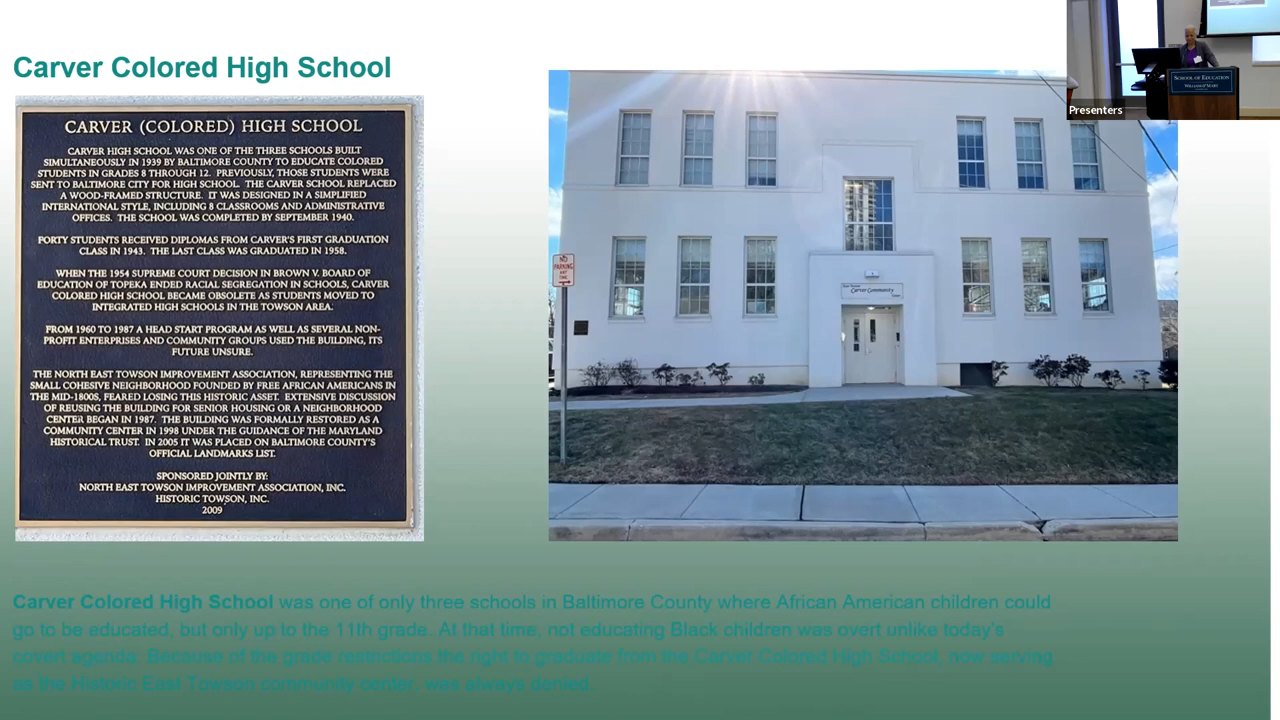 Carver Colored High School
CARVER (COLORED) HIGH SCHOOL
CARVER HIGH SCHOOL WAS ONE OF THE THREE SCHOOLS BUILT
SIMULTANEOUSLY IN 1939 BY BALTIMORE COUNTY TO EDUCATE COLORED
STUDENTS IN GRADES 8 THROUGH 12. PREVIOUSLY, THOSE STUDENTS WERE
SENT TO BALTIMORE CITY FOR HIGH SCHOOL. THE CARVER SCHOOL REPLACED
A WOOD-FRAMED STRUCTURE. IT WAS DESIGNED IN A SIMPLIFIED
INTERNATIONAL STYLE, INCLUDING 8 CLASSROOMS AND ADMINISTRATIVE
OFFICES. THE SCHOOL WAS COMPLETED BY SEPTEMBER 1940.
FORTY STUDENTS RECEIVED DIPLOMAS FROM CARVER'S FIRST GRADUATION
CLASS IN 1943. THE LAST CLASS WAS GRADUATED IN 1958.
WHEN THE 1954 SUPREME COURT DECISION IN BROWN V. BOARD OF
EDUCATION OF TOPEKA ENDED RACIAL SEGREGATION IN SCHOOLS, CARVER
COLORED HIGH SCHOOL BECAME OBSOLETE AS STUDENTS MOVED TO
INTEGRATED HIGH SCHOOLS IN THE TOWSON AREA.
FROM 1960 TO 1987 A HEAD START PROGRAM AS WELL AS SEVERAL NON-
PROFIT ENTERPRISES AND COMMUNITY GROUPS USED THE BUILDING, ITS
FUTURE UNSURE.
THE NORTH EAST TOWSON IMPROVEMENT ASSOCIATION, REPRESENTING THE
SMALL COHESIVE NEIGHBORHOOD FOUNDED BY FREE AFRICAN AMERICANS IN
THE MID-1800S, FEARED LOSING THIS HISTORIC ASSET. EXTENSIVE DISCUSSION
OF REUSING THE BUILDING FOR SENIOR HOUSING OR A NEIGHBORHOOD
CENTER BEGAN IN 1987. THE BUILDING WAS FORMALLY RESTORED AS A
COMMUNITY CENTER IN 1998 UNDER THE GUIDANCE OF THE MARYLAND
HISTORICAL TRUST. IN 2005 IT WAS PLACED ON BALTIMORE COUNTY'S
OFFICIAL LANDMARKS LIST.
SPONSORED JOINTLY BY:
NORTH EAST TOWSON IMPROVEMENT ASSOCIATION, INC.
HISTORIC TOWSON, INC.
2009
NO
PARKING
Carver Community
SCHOOL OF EDUCATION
WILLIAM & MARY
Presenters
Carver Colored High School was one of only three schools in Baltimore County where African American children could
go to be educated, but only up to the 11th grade. At that time, not educating Black children was overt unlike today's
covert agenda. Because of the grade restrictions the right to graduate from the Carver Colored High School, now serving
as the Historic East Towson community center, was always denied.